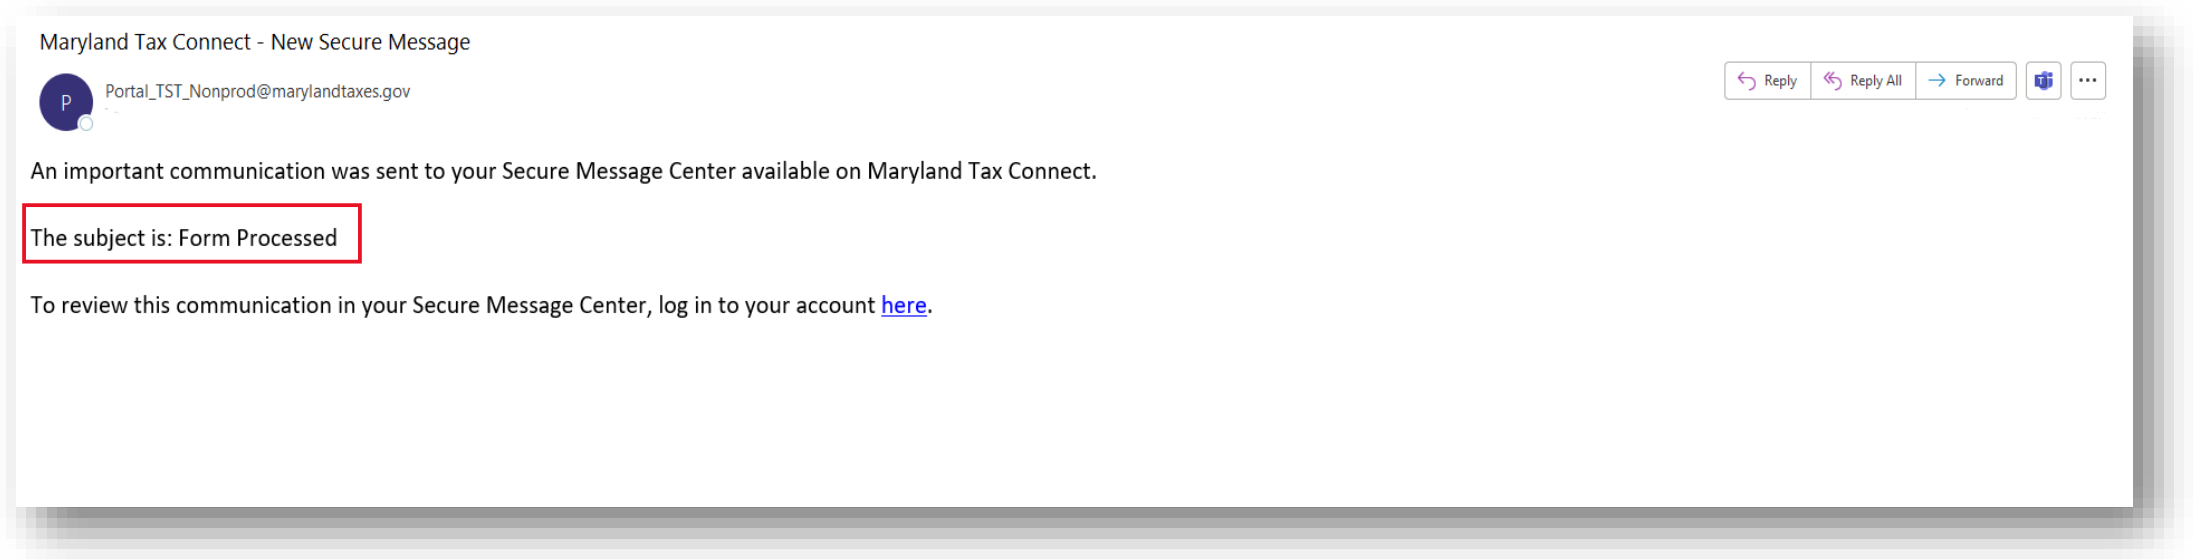 Maryland Tax Connect - New Secure Message
P
Portal_TST_Nonprod@marylandtaxes.gov
Reply
Reply All
Forward
An important communication was sent to your Secure Message Center available on Maryland Tax Connect.
The subject is: Form Processed
To review this communication in your Secure Message Center, log in to your account here.